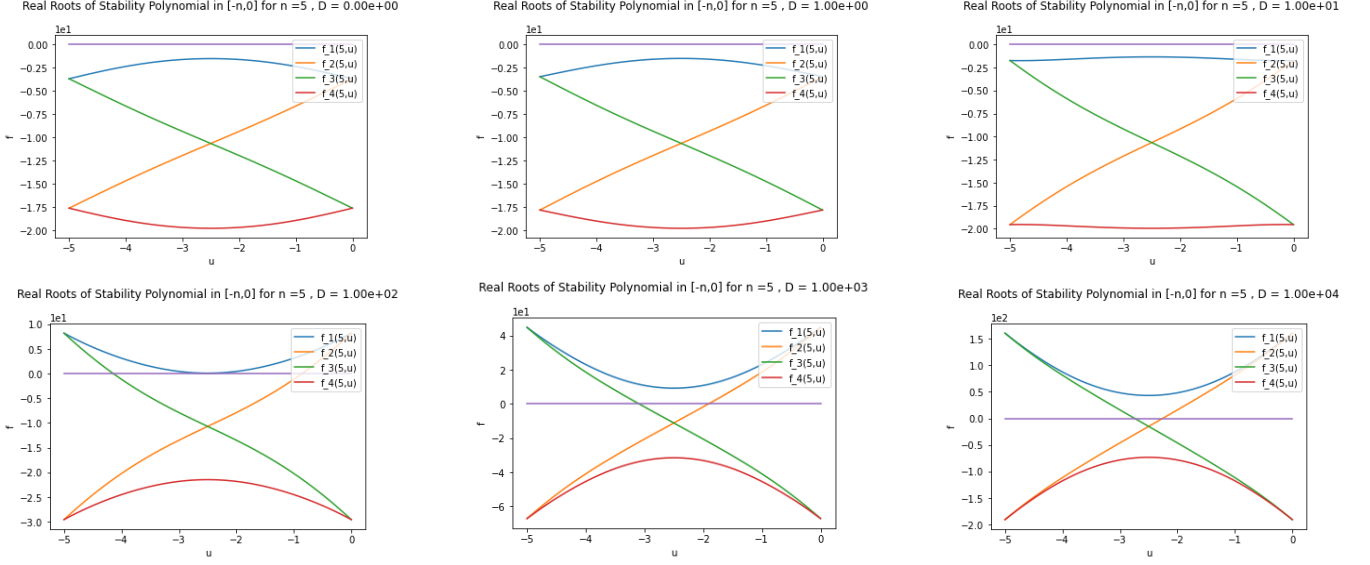 Real Roots of Stability Polynomial in [-n,0] for n =5 , D = 0.00e+00
1e1
0.00
−0.25
−0.50
−0.75
−1.00
−1.25
−1.50
−1.75
−2.00
f
f_1(5,u)
f_2(5,u)
f_3(5,u)
f_4(5,u)
−5 −4 −3 −2 −1 0
u
Real Roots of Stability Polynomial in [-n,0] for n =5 , D = 1.00e+00
1e1
0.00
−0.25
−0.50
−0.75
−1.00
−1.25
−1.50
−1.75
−2.00
f
f_1(5,u)
f_2(5,u)
f_3(5,u)
f_4(5,u)
−5 −4 −3 −2 −1 0
u
Real Roots of Stability Polynomial in [-n,0] for n =5 , D = 1.00e+01
1e1
0.00
−0.25
−0.50
−0.75
−1.00
−1.25
−1.50
−1.75
−2.00
f
f_1(5,u)
f_2(5,u)
f_3(5,u)
f_4(5,u)
−5 −4 −3 −2 −1 0
u
Real Roots of Stability Polynomial in [-n,0] for n =5 , D = 1.00e+02
1e1
1.0
0.5
0.0
−0.5
−1.0
−1.5
−2.0
−2.5
−3.0
f
f_1(5,u)
f_2(5,u)
f_3(5,u)
f_4(5,u)
−5 −4 −3 −2 −1 0
u
Real Roots of Stability Polynomial in [-n,0] for n =5 , D = 1.00e+03
1e1
4
2
0
−2
−4
−6
f
f_1(5,u)
f_2(5,u)
f_3(5,u)
f_4(5,u)
−5 −4 −3 −2 −1 0
u
Real Roots of Stability Polynomial in [-n,0] for n =5 , D = 1.00e+04
1e2
1.5
1.0
0.5
0.0
−0.5
−1.0
−1.5
−2.0
f
f_1(5,u)
f_2(5,u)
f_3(5,u)
f_4(5,u)
−5 −4 −3 −2 −1 0
u